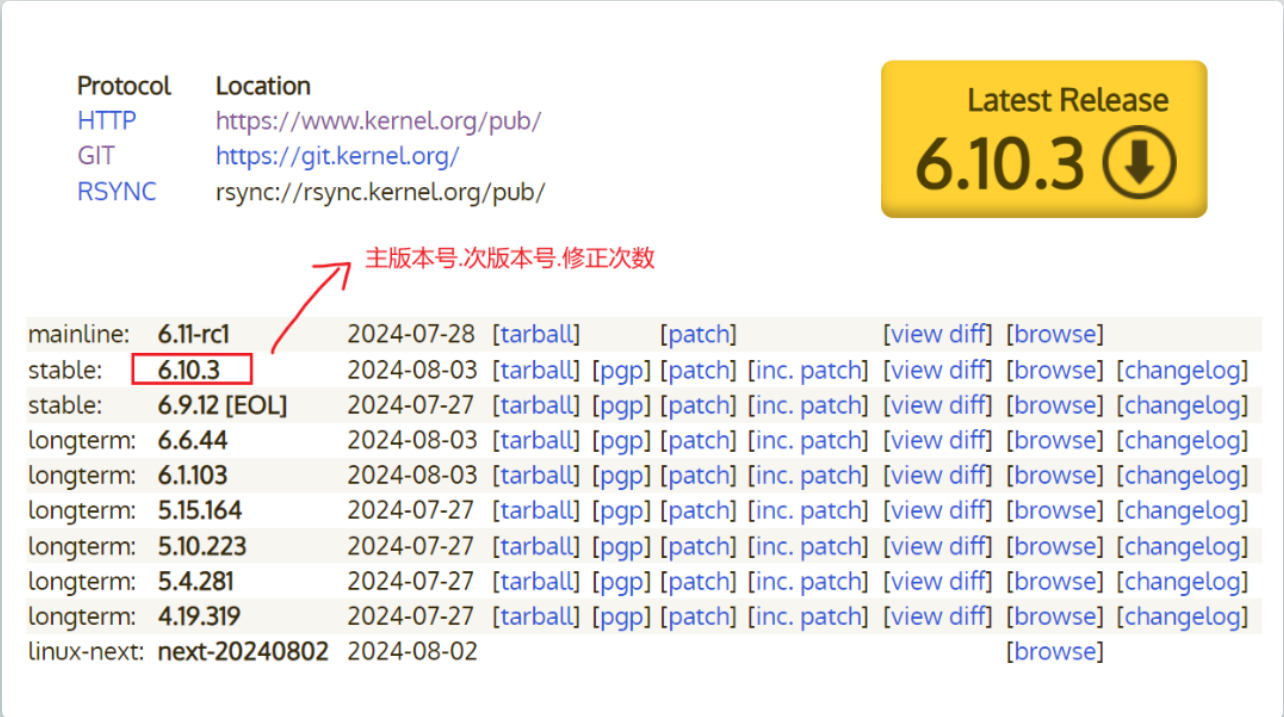 Protocol Location
HTTP https://www.kernel.org/pub/
GIT https://git.kernel.org/
RSYNC rsync://rsync.kernel.org/pub/
Latest Release
6.10.3
主版本号.次版本号.修正次数
mainline: 6.11-rc1 2024-07-28 [tarball] [patch] [view diff] [browse]
stable: 6.10.3 2024-08-03 [tarball] [pgp] [patch] [inc. patch] [view diff] [browse] [changelog]
stable: 6.9.12 [EOL] 2024-07-27 [tarball] [pgp] [patch] [inc. patch] [view diff] [browse] [changelog]
longterm: 6.6.44 2024-08-03 [tarball] [pgp] [patch] [inc. patch] [view diff] [browse] [changelog]
longterm: 6.1.103 2024-08-03 [tarball] [pgp] [patch] [inc. patch] [view diff] [browse] [changelog]
longterm: 5.15.164 2024-07-27 [tarball] [pgp] [patch] [inc. patch] [view diff] [browse] [changelog]
longterm: 5.10.223 2024-07-27 [tarball] [pgp] [patch] [inc. patch] [view diff] [browse] [changelog]
longterm: 5.4.281 2024-07-27 [tarball] [pgp] [patch] [inc. patch] [view diff] [browse] [changelog]
longterm: 4.19.319 2024-07-27 [tarball] [pgp] [patch] [inc. patch] [view diff] [browse] [changelog]
linux-next: next-20240802 2024-08-02 [browse]